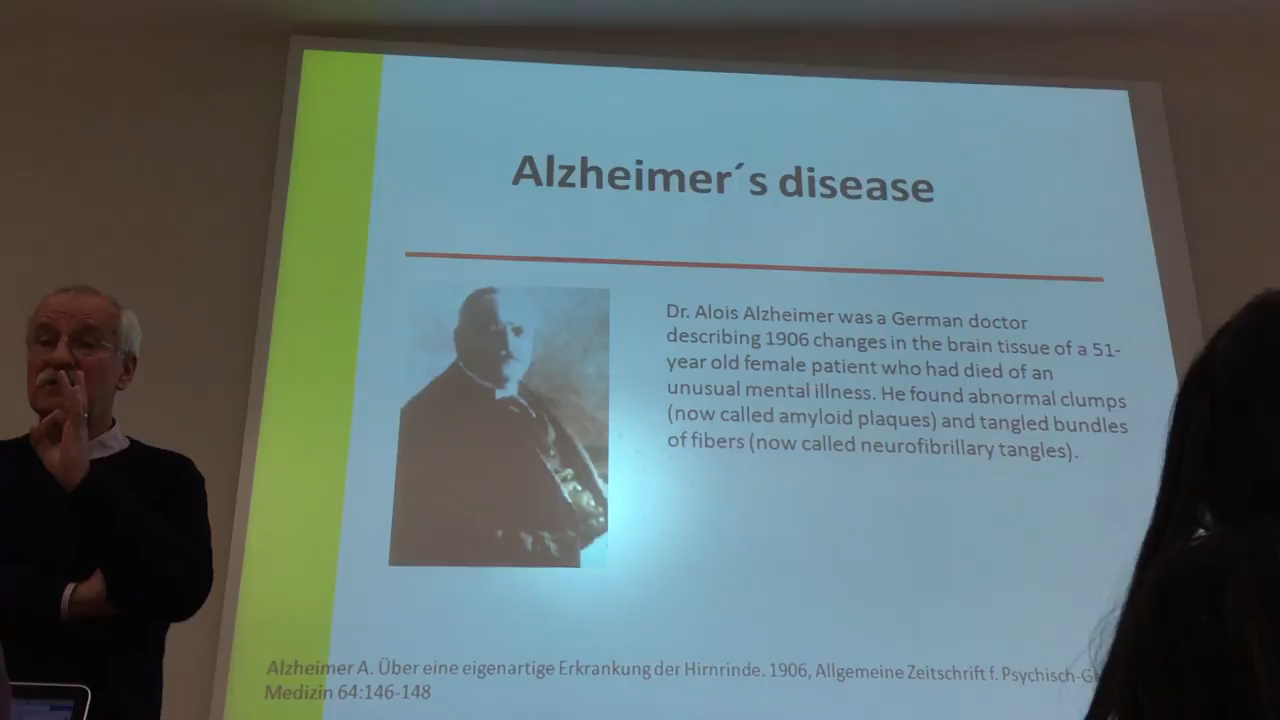 Alzheimer´s disease
Dr. Alois Alzheimer was a German doctor
describing 1906 changes in the brain tissue of a 51-
year old female patient who had died of an
unusual mental illness. He found abnormal clumps
(now called amyloid plaques) and tangled bundles
of fibers (now called neurofibrillary tangles).
Alzheimer A. Über eine eigenartige Erkrankung der Hirnrinde. 1906, Allgemeine Zeitschrift f. Psychisch-
Medizin 64:146-148